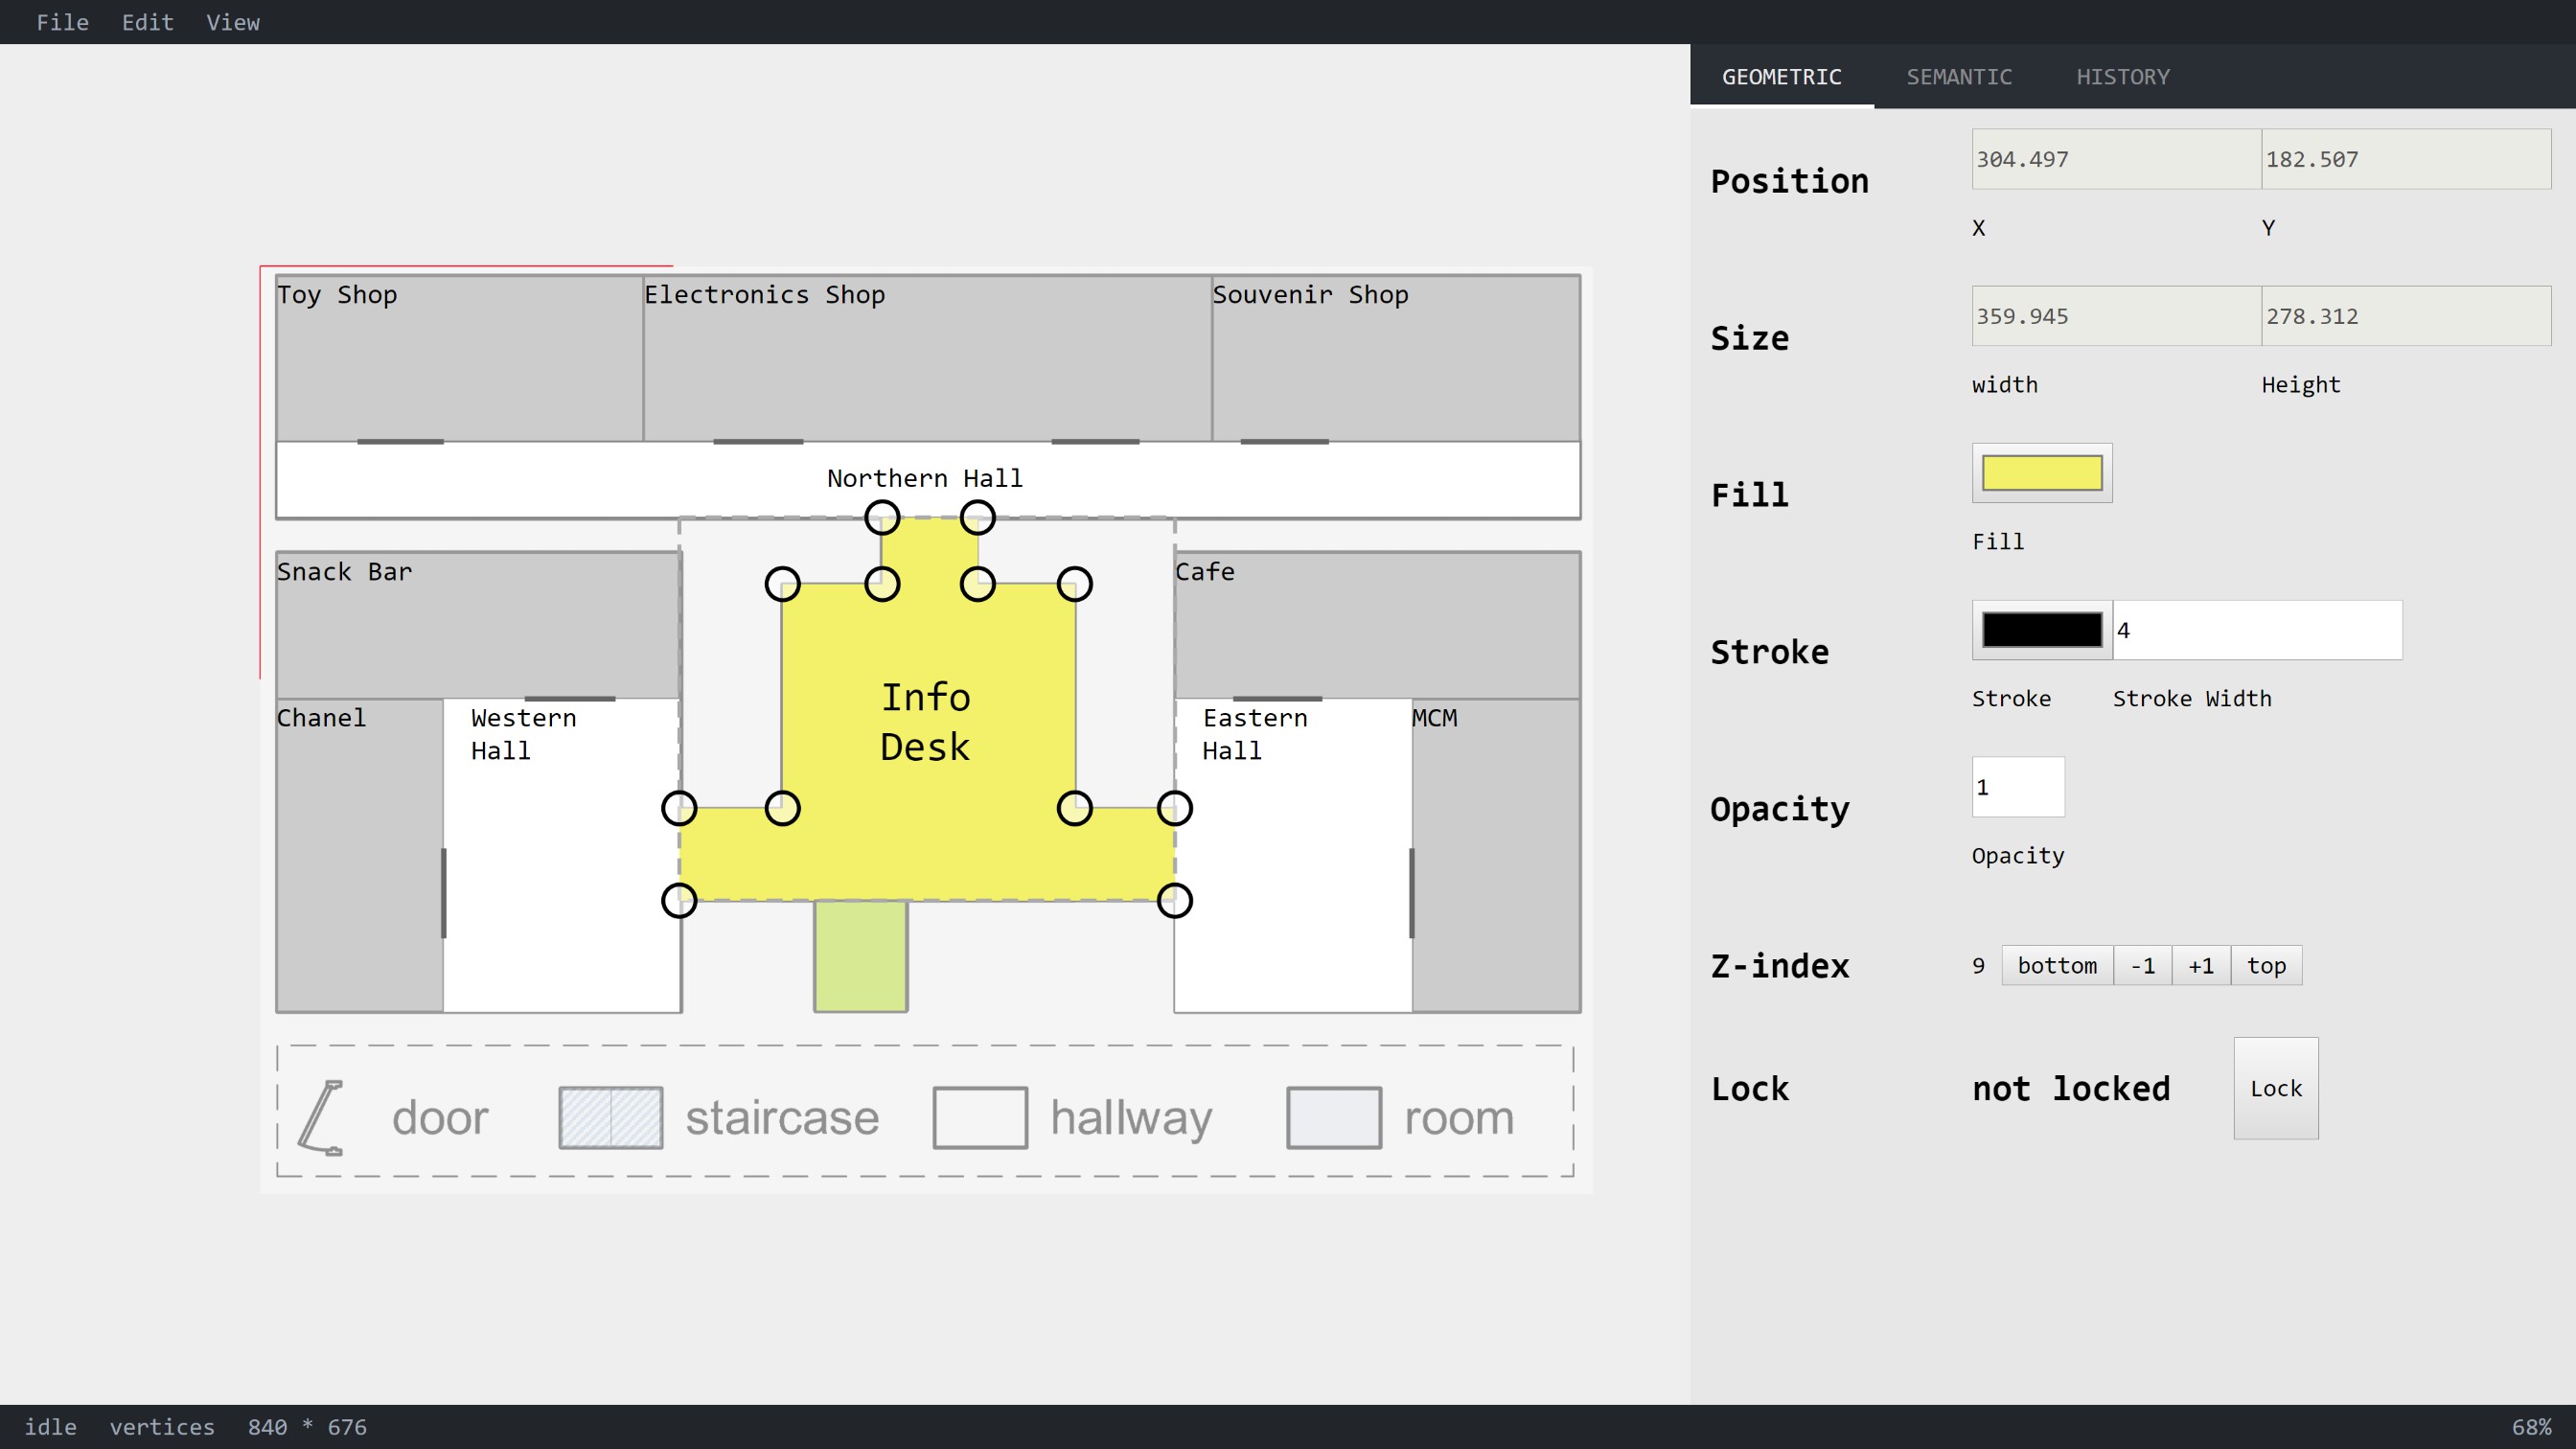 File Edit View
GEOMETRIC SEMANTIC HISTORY
Position 304.497 182.507
X Y
Size 359.945 278.312
width Height
Fill
Fill
Stroke 4
Stroke Stroke Width
Opacity 1
Opacity
Z-index 9 bottom -1 +1 top
Lock not locked Lock
Toy Shop Electronics Shop Souvenir Shop
Northern Hall
Snack Bar Cafe
Info
Desk
Chanel Western Eastern MCM
Hall Hall
door staircase hallway room
idle vertices 840 * 676 68%